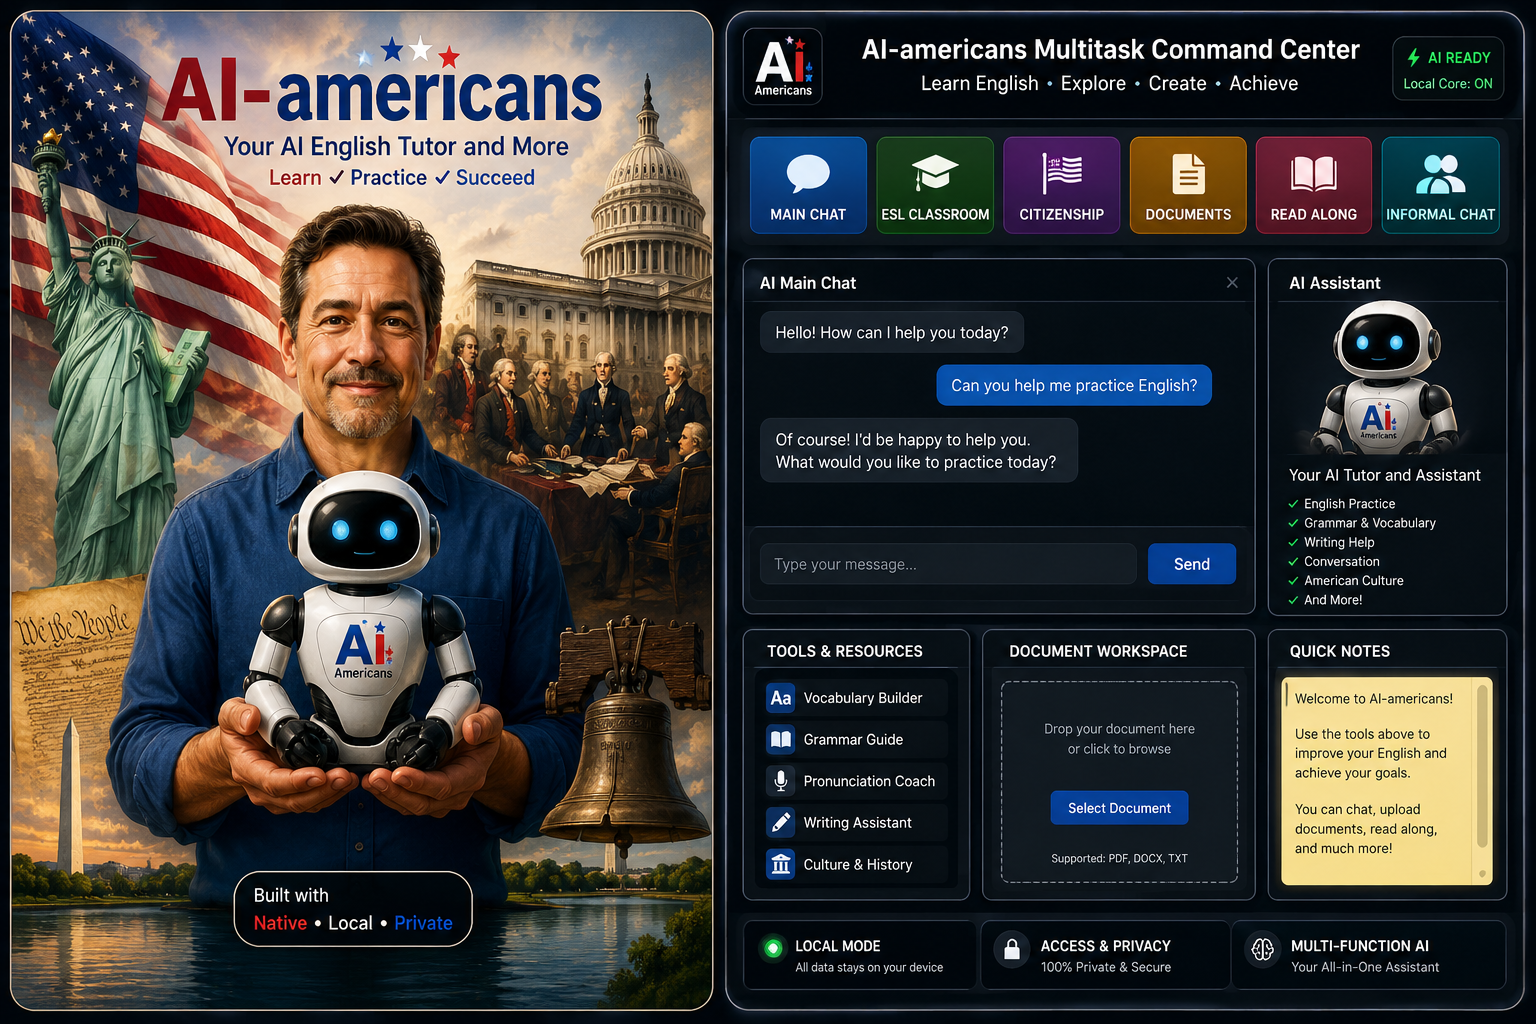 AI-americans
Your AI English Tutor and More
Learn ✓ Practice ✓ Succeed
We the People
Ai
Americans
Built with
Native • Local • Private
Ai
Americans
AI-americans Multitask Command Center
Learn English • Explore • Create • Achieve
AI READY
Local Core: ON
MAIN CHAT
ESL CLASSROOM
CITIZENSHIP
DOCUMENTS
READ ALONG
INFORMAL CHAT
AI Main Chat
Hello! How can I help you today?
Can you help me practice English?
Of course! I'd be happy to help you.
What would you like to practice today?
Type your message...
Send
AI Assistant
Ai
Americans
Your AI Tutor and Assistant
✓ English Practice
✓ Grammar & Vocabulary
✓ Writing Help
✓ Conversation
✓ American Culture
✓ And More!
TOOLS & RESOURCES
Aa Vocabulary Builder
Grammar Guide
Pronunciation Coach
Writing Assistant
Culture & History
DOCUMENT WORKSPACE
Drop your document here
or click to browse
Select Document
Supported: PDF, DOCX, TXT
QUICK NOTES
Welcome to AI-americans!
Use the tools above to
improve your English and
achieve your goals.
You can chat, upload
documents, read along,
and much more!
LOCAL MODE
All data stays on your device
ACCESS & PRIVACY
100% Private & Secure
MULTI-FUNCTION AI
Your All-in-One Assistant